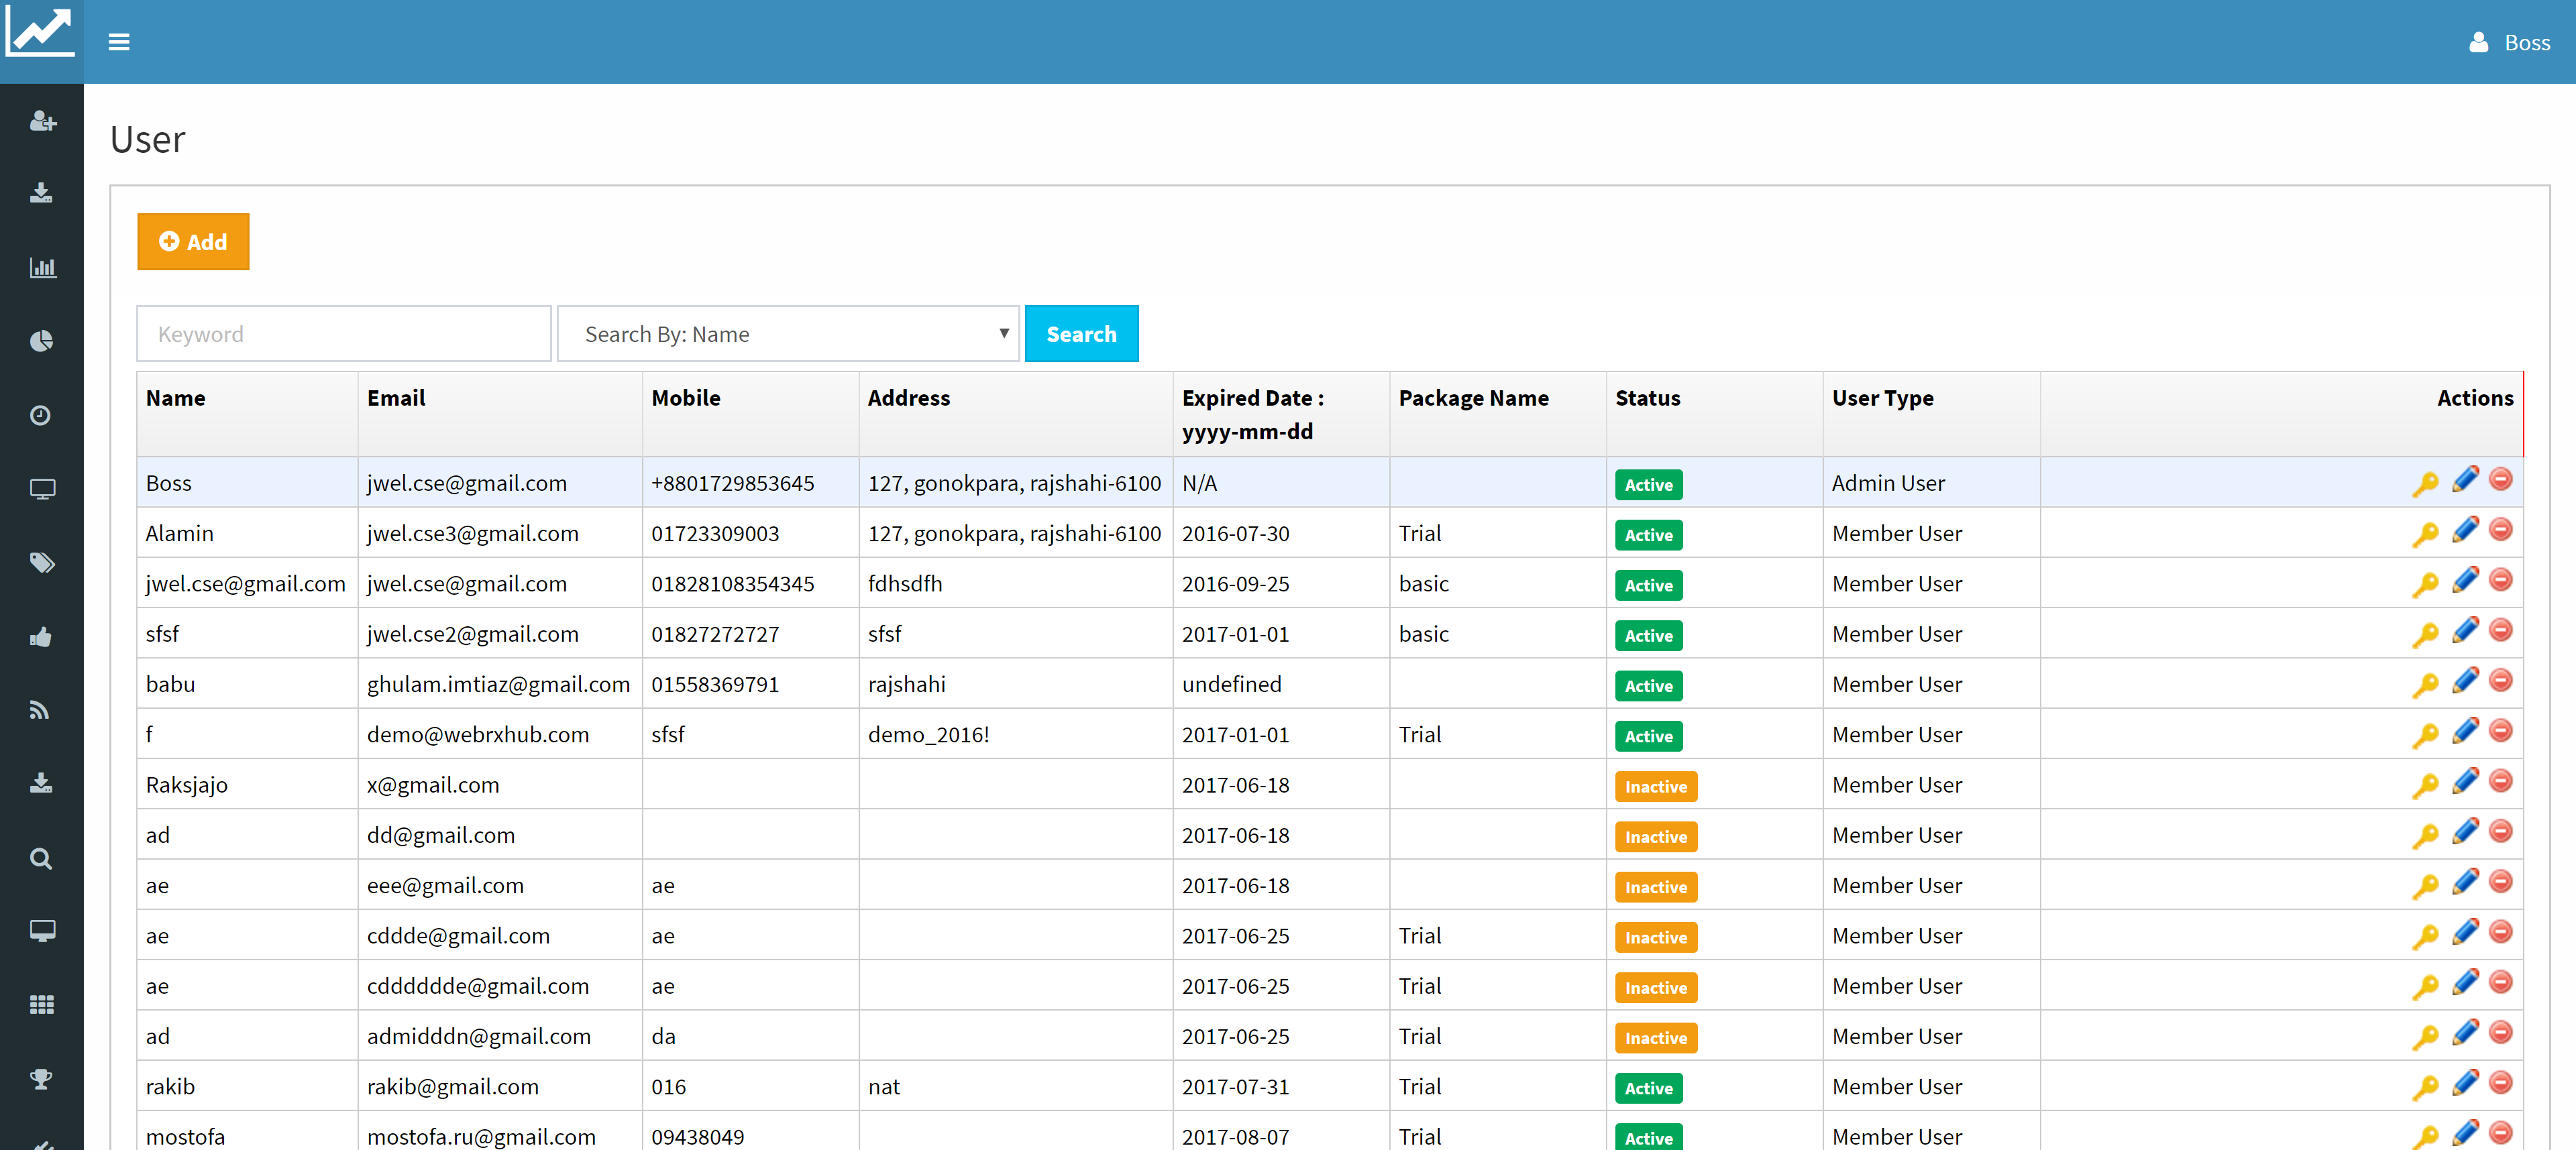 Boss
User
Add
Keyword Search By: Name Search
Name Email Mobile Address Expired Date : Package Name Status User Type Actions
yyyy-mm-dd
Boss jwel.cse@gmail.com +8801729853645 127, gonokpara, rajshahi-6100 N/A Active Admin User
Alamin jwel.cse3@gmail.com 01723309003 127, gonokpara, rajshahi-6100 2016-07-30 Trial Active Member User
jwel.cse@gmail.com jwel.cse@gmail.com 01828108354345 fdhsdfh 2016-09-25 basic Active Member User
sfsf jwel.cse2@gmail.com 01827272727 sfsf 2017-01-01 basic Active Member User
babu ghulam.imtiaz@gmail.com 01558369791 rajshahi undefined Active Member User
f demo@webrxhub.com sfsf demo_2016! 2017-01-01 Trial Active Member User
Raksjajo x@gmail.com 2017-06-18 Inactive Member User
ad dd@gmail.com 2017-06-18 Inactive Member User
ae eee@gmail.com ae 2017-06-18 Inactive Member User
ae cddde@gmail.com ae 2017-06-25 Trial Inactive Member User
ae cdddddde@gmail.com ae 2017-06-25 Trial Inactive Member User
ad admidddn@gmail.com da 2017-06-25 Trial Inactive Member User
rakib rakib@gmail.com 016 nat 2017-07-31 Trial Active Member User
mostofa mostofa.ru@gmail.com 09438049 2017-08-07 Trial Active Member User